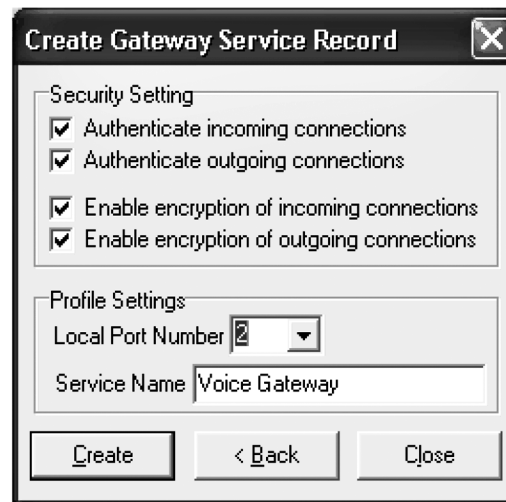 Create Gateway Service Record
Security Setting
Authenticate incoming connections
Authenticate outgoing connections
Enable encryption of incoming connections
Enable encryption of outgoing connections
Profile Settings
Local Port Number 2
Service Name Voice Gateway
Create < Back Close